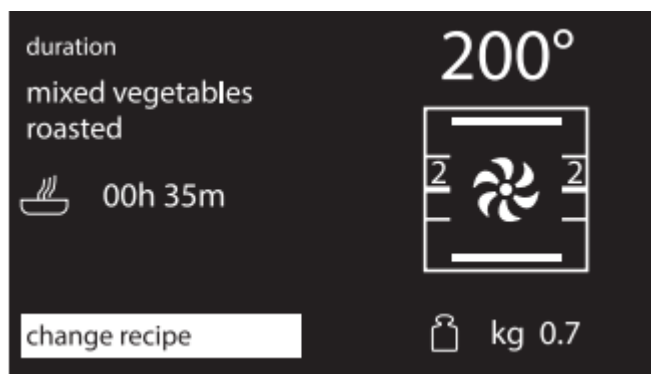 duration
200°
mixed vegetables
roasted
2 2
00h 35m
change recipe
kg 0.7